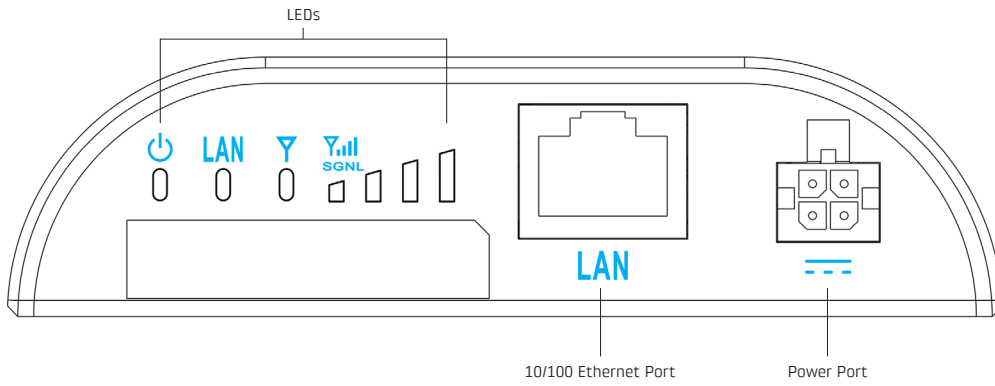 LEDs
LAN
SGNL
LAN
10/100 Ethernet Port
Power Port